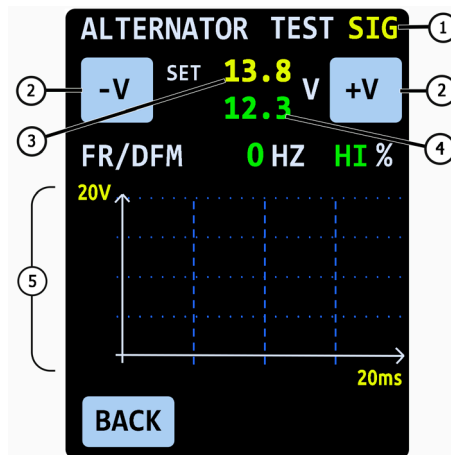 ALTERNATOR TEST SIG
1
2
-V
SET
13.8
12.3
V
+V
2
3
4
FR/DFM 0 HZ HI %
20V
5
20ms
BACK